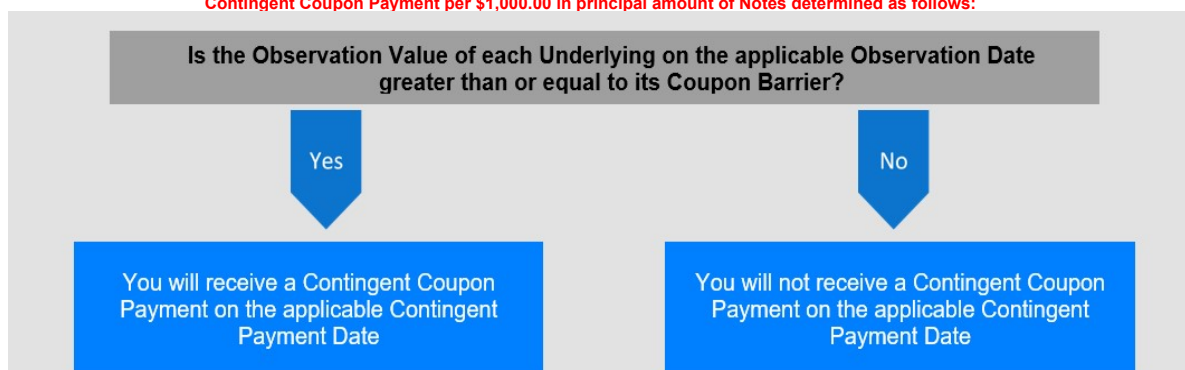 Contingent Coupon Payment per $1,000.00 in principal amount of Notes determined as follows:
Is the Observation Value of each Underlying on the applicable Observation Date
greater than or equal to its Coupon Barrier?
Yes
No
You will receive a Contingent Coupon
Payment on the applicable Contingent
Payment Date
You will not receive a Contingent Coupon
Payment on the applicable Contingent
Payment Date